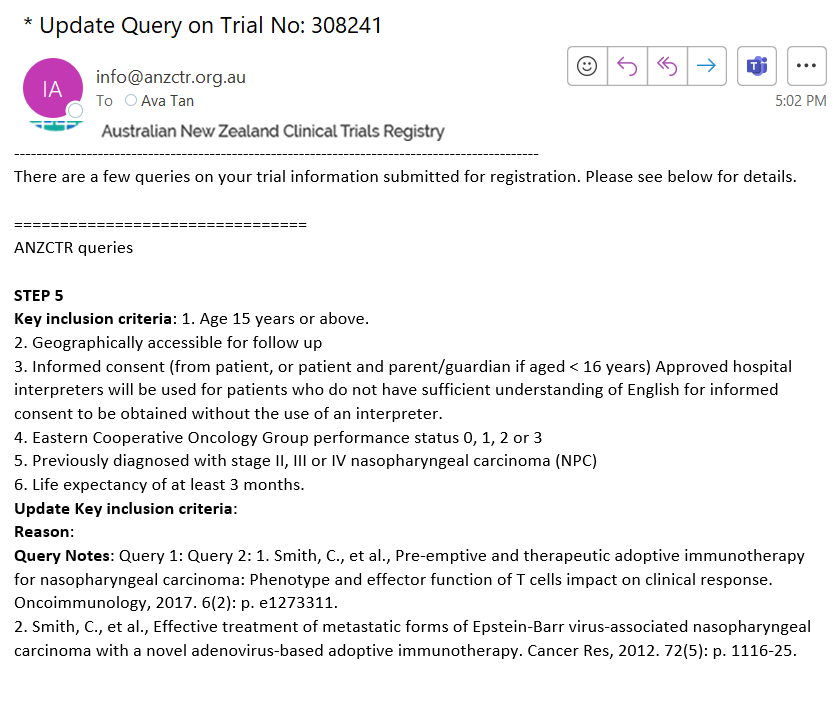 * Update Query on Trial No: 308241
IA
info@anzctr.org.au
To Ava Tan
5:02 PM
Australian New Zealand Clinical Trials Registry
------------------------------------------------------------------------------------------
There are a few queries on your trial information submitted for registration. Please see below for details.
================================
ANZCTR queries
STEP 5
Key inclusion criteria: 1. Age 15 years or above.
2. Geographically accessible for follow up
3. Informed consent (from patient, or patient and parent/guardian if aged < 16 years) Approved hospital
interpreters will be used for patients who do not have sufficient understanding of English for informed
consent to be obtained without the use of an interpreter.
4. Eastern Cooperative Oncology Group performance status 0, 1, 2 or 3
5. Previously diagnosed with stage II, III or IV nasopharyngeal carcinoma (NPC)
6. Life expectancy of at least 3 months.
Update Key inclusion criteria:
Reason:
Query Notes: Query 1: Query 2: 1. Smith, C., et al., Pre-emptive and therapeutic adoptive immunotherapy
for nasopharyngeal carcinoma: Phenotype and effector function of T cells impact on clinical response.
Oncoimmunology, 2017. 6(2): p. e1273311.
2. Smith, C., et al., Effective treatment of metastatic forms of Epstein-Barr virus-associated nasopharyngeal
carcinoma with a novel adenovirus-based adoptive immunotherapy. Cancer Res, 2012. 72(5): p. 1116-25.